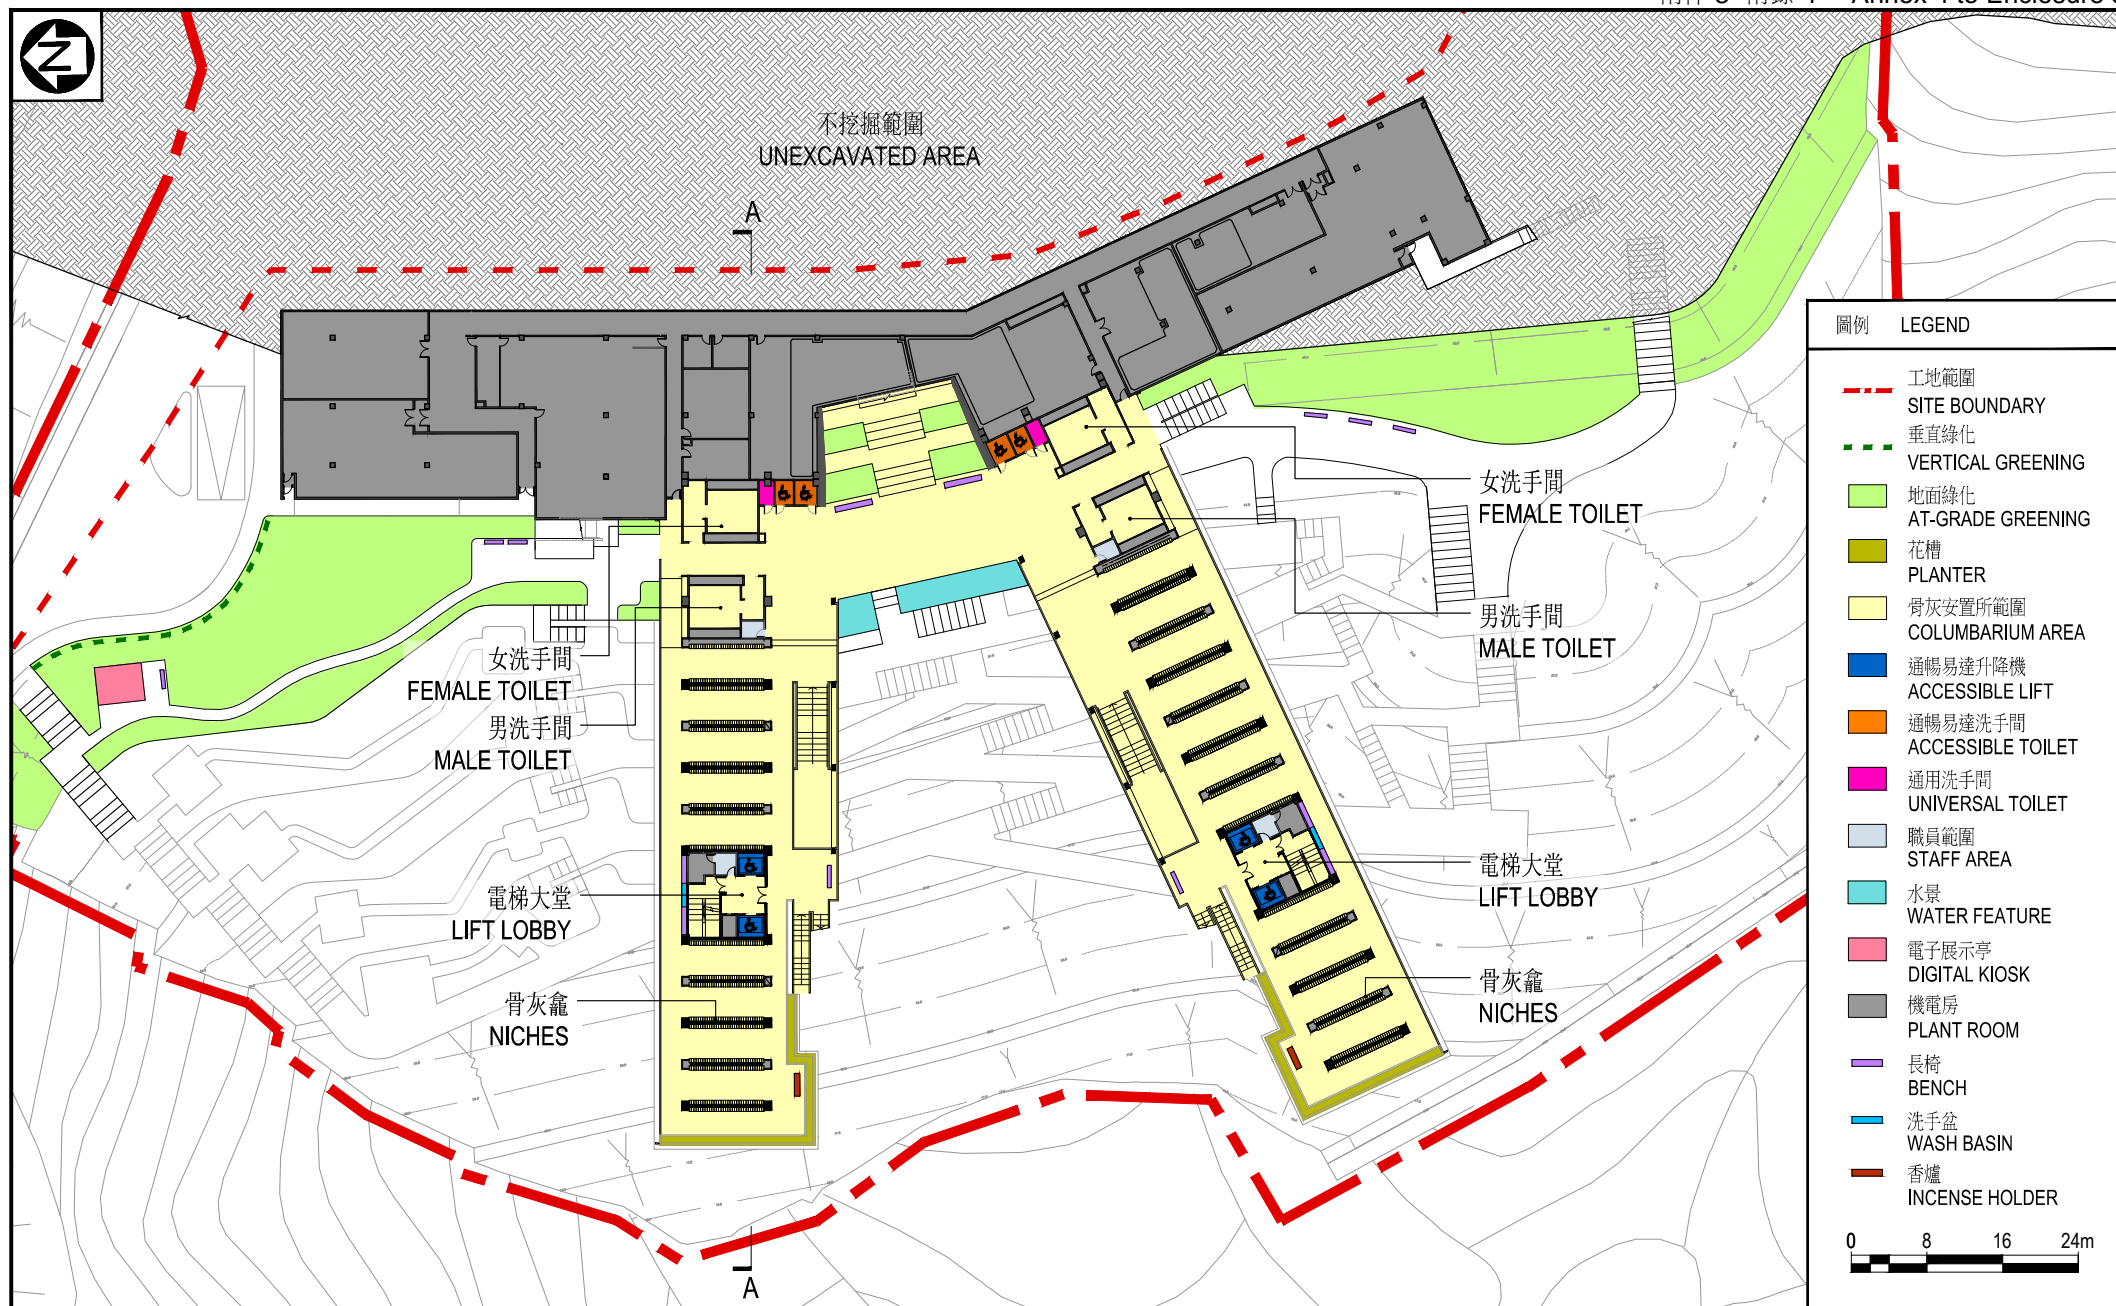 N
不挖掘範圍
UNEXCAVATED AREA
A
女洗手間
FEMALE TOILET
男洗手間
MALE TOILET
女洗手間
FEMALE TOILET
男洗手間
MALE TOILET
電梯大堂
LIFT LOBBY
電梯大堂
LIFT LOBBY
骨灰龕
NICHES
骨灰龕
NICHES
A
圖例 LEGEND
工地範圍
SITE BOUNDARY
垂直綠化
VERTICAL GREENING
地面綠化
AT-GRADE GREENING
花槽
PLANTER
骨灰安置所範圍
COLUMBARIUM AREA
通暢易達升降機
ACCESSIBLE LIFT
通暢易達洗手間
ACCESSIBLE TOILET
通用洗手間
UNIVERSAL TOILET
職員範圍
STAFF AREA
水景
WATER FEATURE
電子展示亭
DIGITAL KIOSK
機電房
PLANT ROOM
長椅
BENCH
洗手盆
WASH BASIN
香爐
INCENSE HOLDER
0 8 16 24m